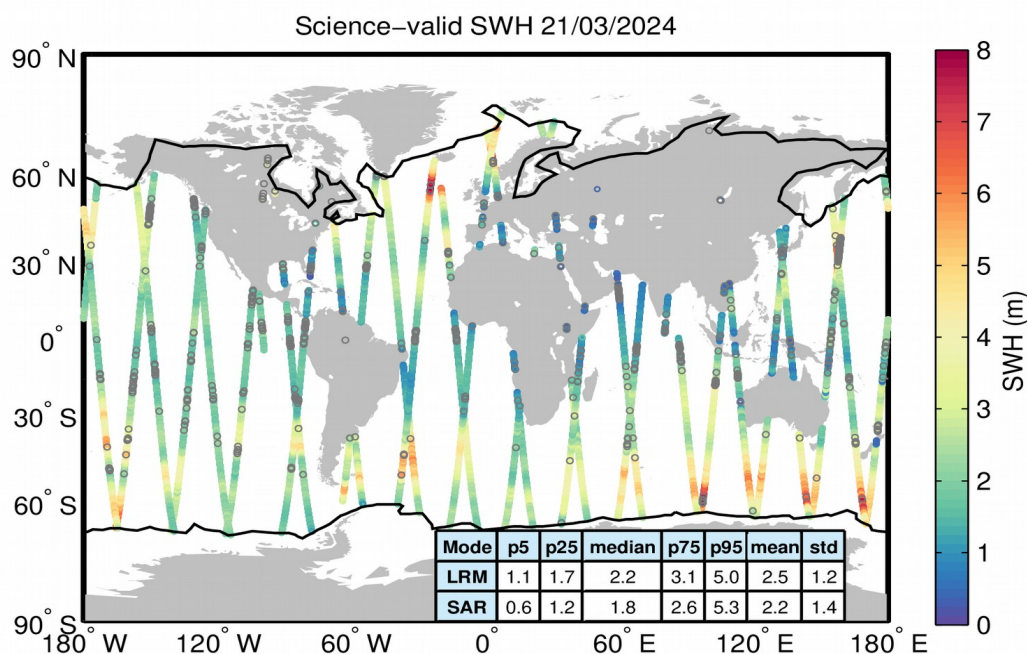 Science−valid SWH 21/03/2024
90° N
60° N
30° N
0°
30° S
60° S
90° S
180° W
120° W
60° W
0°
60° E
120° E
180° E
Mode p5 p25 median p75 p95 mean std
LRM 1.1 1.7 2.2 3.1 5.0 2.5 1.2
SAR 0.6 1.2 1.8 2.6 5.3 2.2 1.4
8
7
6
5
4
3
2
1
0
SWH (m)